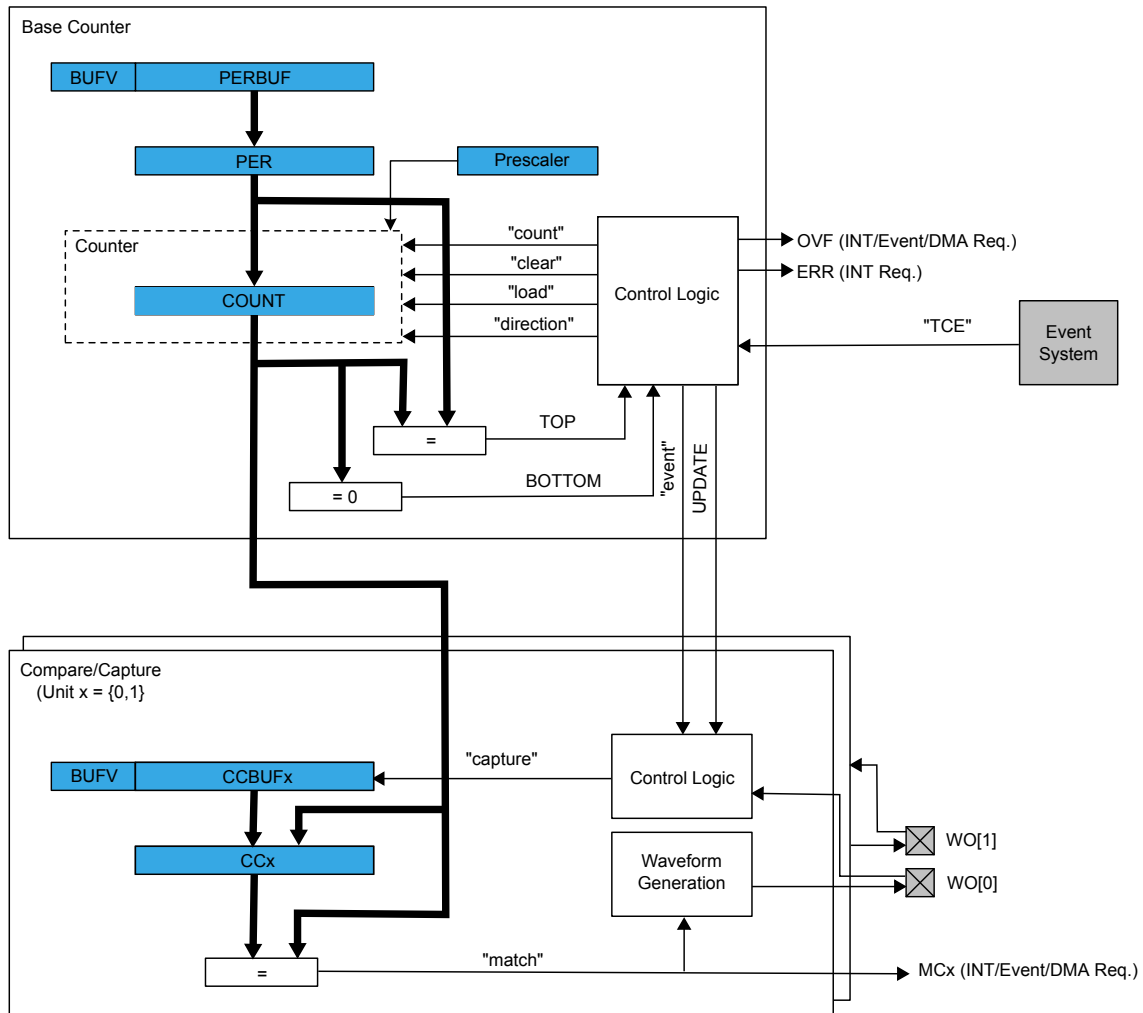 Base Counter
BUFV
PERBUF
PER
Prescaler
Counter
COUNT
"count"
"clear"
"load"
"direction"
Control Logic
OVF (INT/Event/DMA Req.)
ERR (INT Req.)
"TCE"
Event
System
=
TOP
= 0
BOTTOM
"event"
UPDATE
Compare/Capture
(Unit x = {0,1}
BUFV
CCBUFx
"capture"
Control Logic
CCx
Waveform
Generation
WO[1]
WO[0]
=
"match"
MCx (INT/Event/DMA Req.)